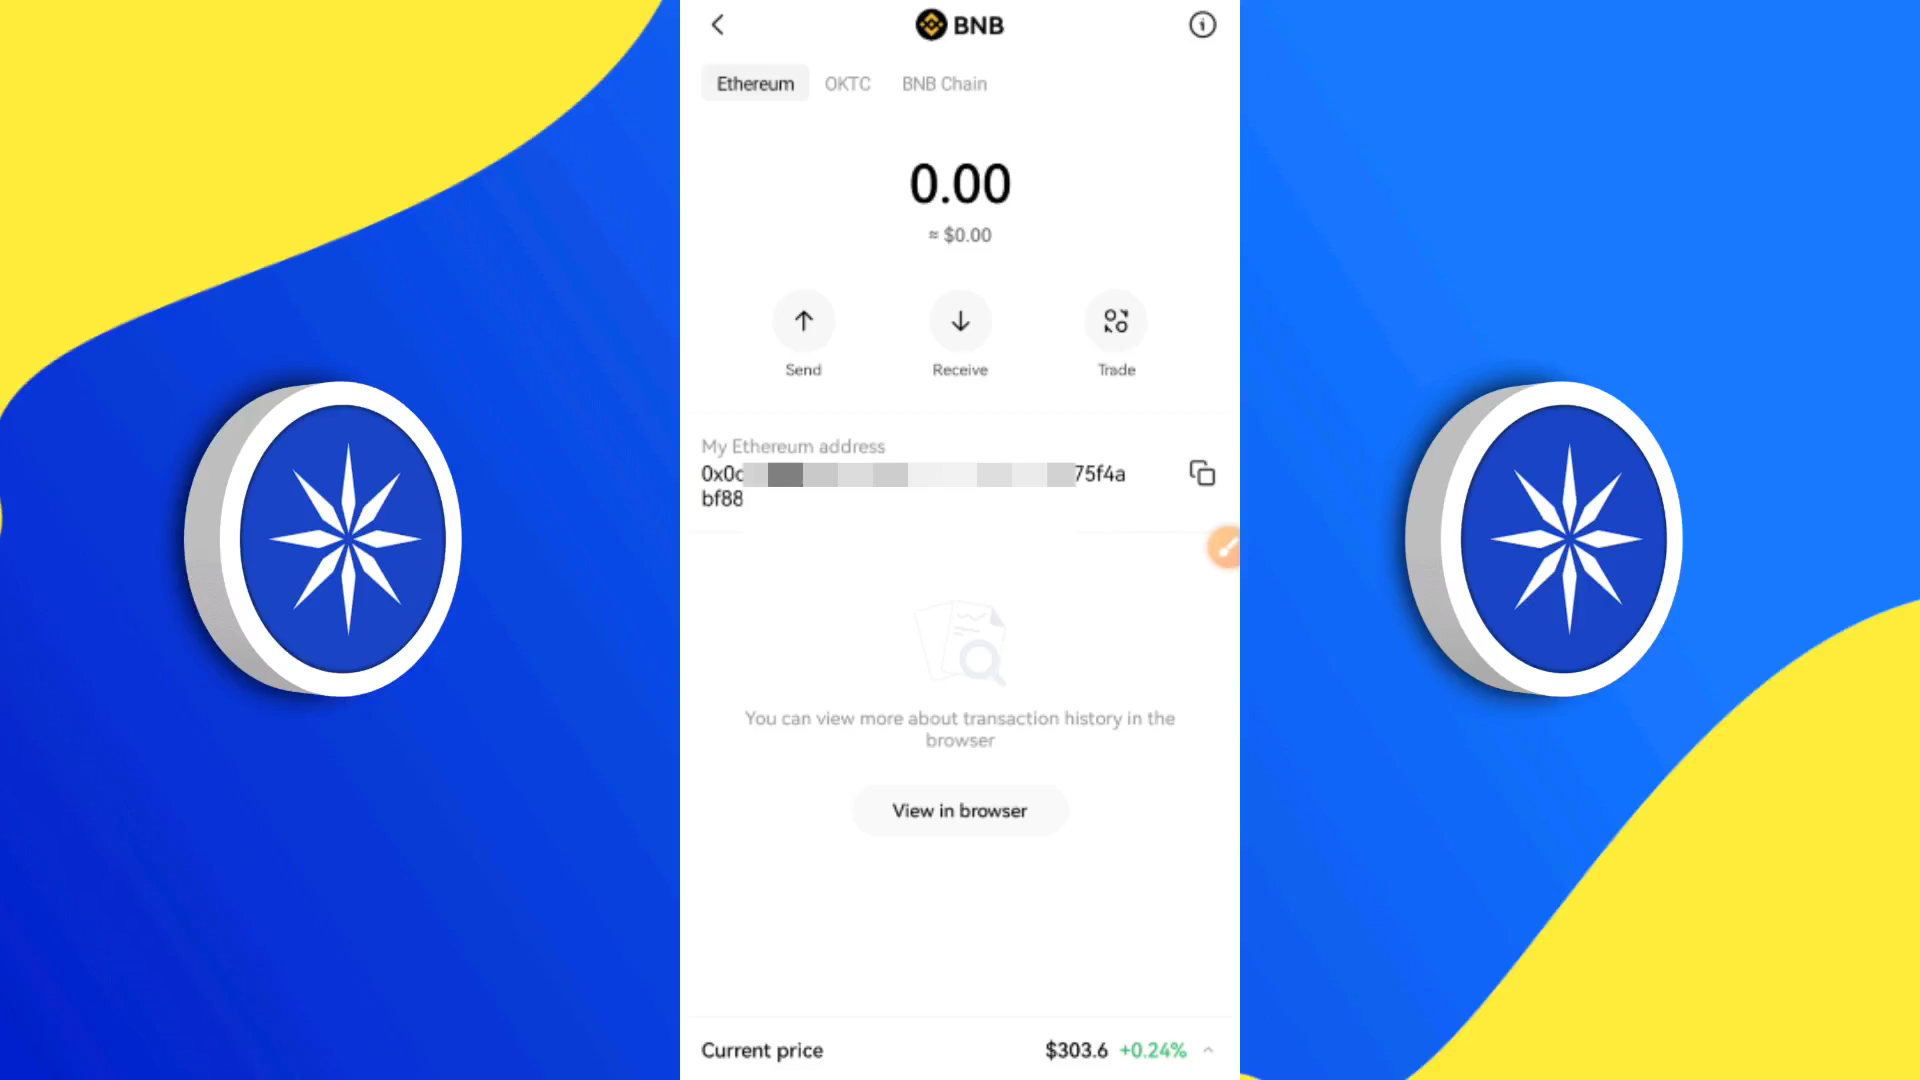 BNB
Ethereum OKTC BNB Chain
0.00
≈ $0.00
Send Receive Trade
My Ethereum address
0x0c 75f4a
bf88
You can view more about transaction history in the
browser
View in browser
Current price $303.6 +0.24%